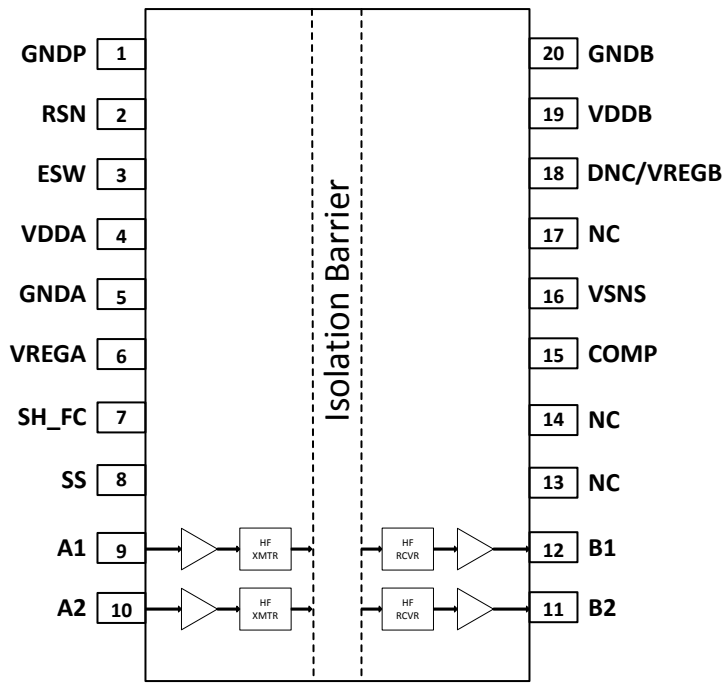 GNDP 1
RSN 2
ESW 3
VDDA 4
GNDA 5
VREGA 6
SH_FC 7
SS 8
A1 9
HF
XMTR
A2 10
HF
XMTR
Isolation Barrier
20 GNDB
19 VDDB
18 DNC/VREGB
17 NC
16 VSNS
15 COMP
14 NC
13 NC
HF
RCVR
12 B1
HF
RCVR
11 B2